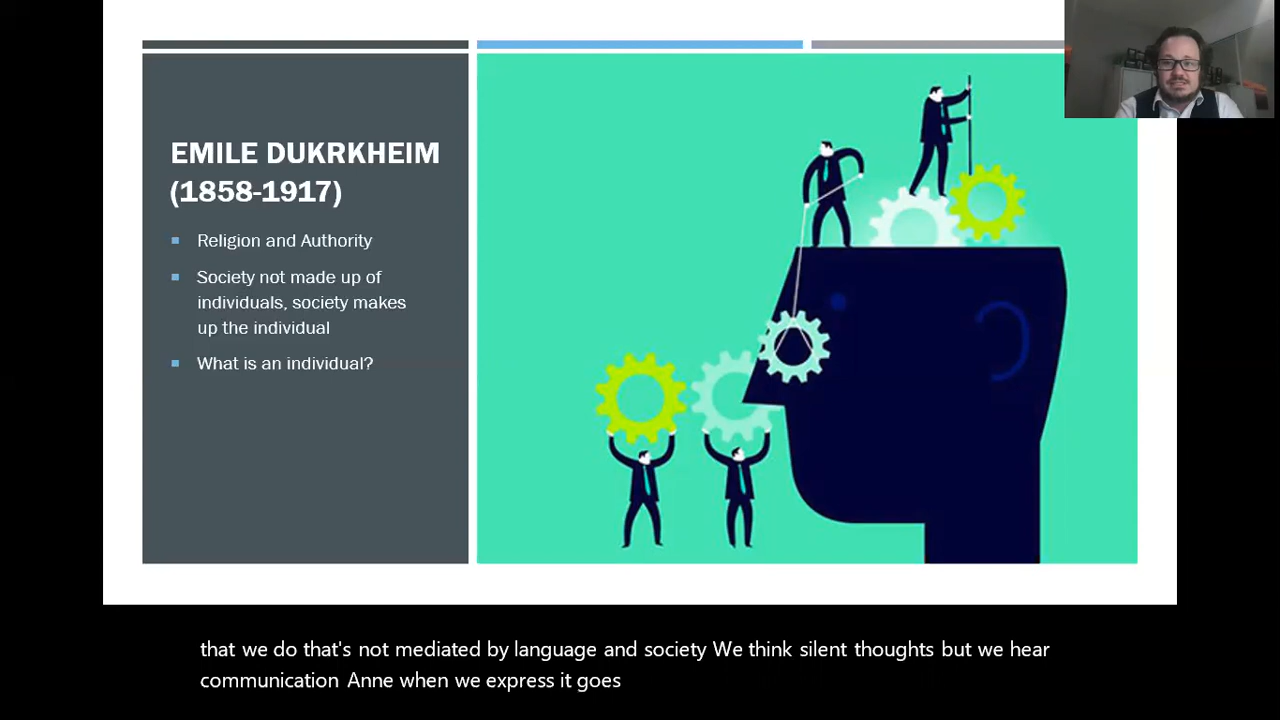 EMILE DUKRKHEIM
(1858-1917)
Religion and Authority
Society not made up of
individuals, society makes
up the individual
What is an individual?
that we do that's not mediated by language and society We think silent thoughts but we hear
communication Anne when we express it goes